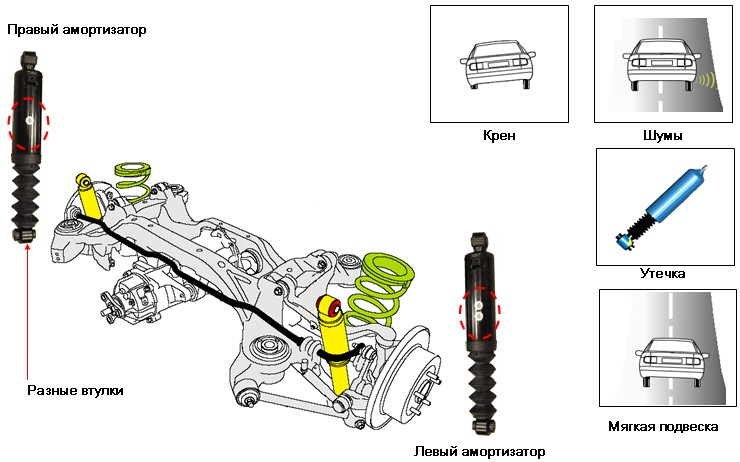 Правый амортизатор
Крен
Шумы
Утечка
Разные втулки
Мягкая подвеска
Левый амортизатор